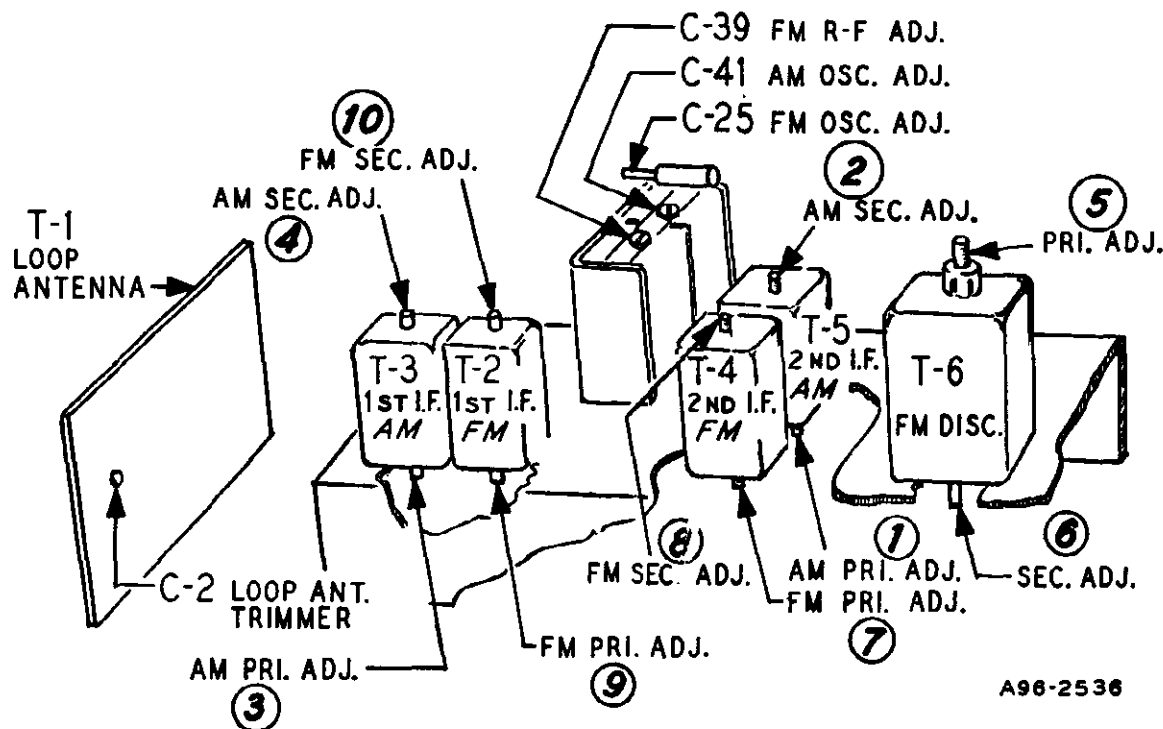 C-39 FM R-F ADJ.
C-41 AM OSC. ADJ.
C-25 FM OSC. ADJ.
10
FM SEC. ADJ.
2
AM SEC. ADJ.
AM SEC. ADJ.
4
5
PRI. ADJ.
T-1
LOOP
ANTENNA
T-3
1ST I.F.
AM
T-2
1ST I.F.
FM
T-4
2ND I.F.
FM
T-5
2ND I.F.
AM
T-6
FM DISC.
8
FM SEC. ADJ.
1
AM PRI. ADJ.
FM PRI. ADJ.
7
6
SEC. ADJ.
C-2 LOOP ANT.
TRIMMER
AM PRI. ADJ.
3
FM PRI. ADJ.
9
A96-2536